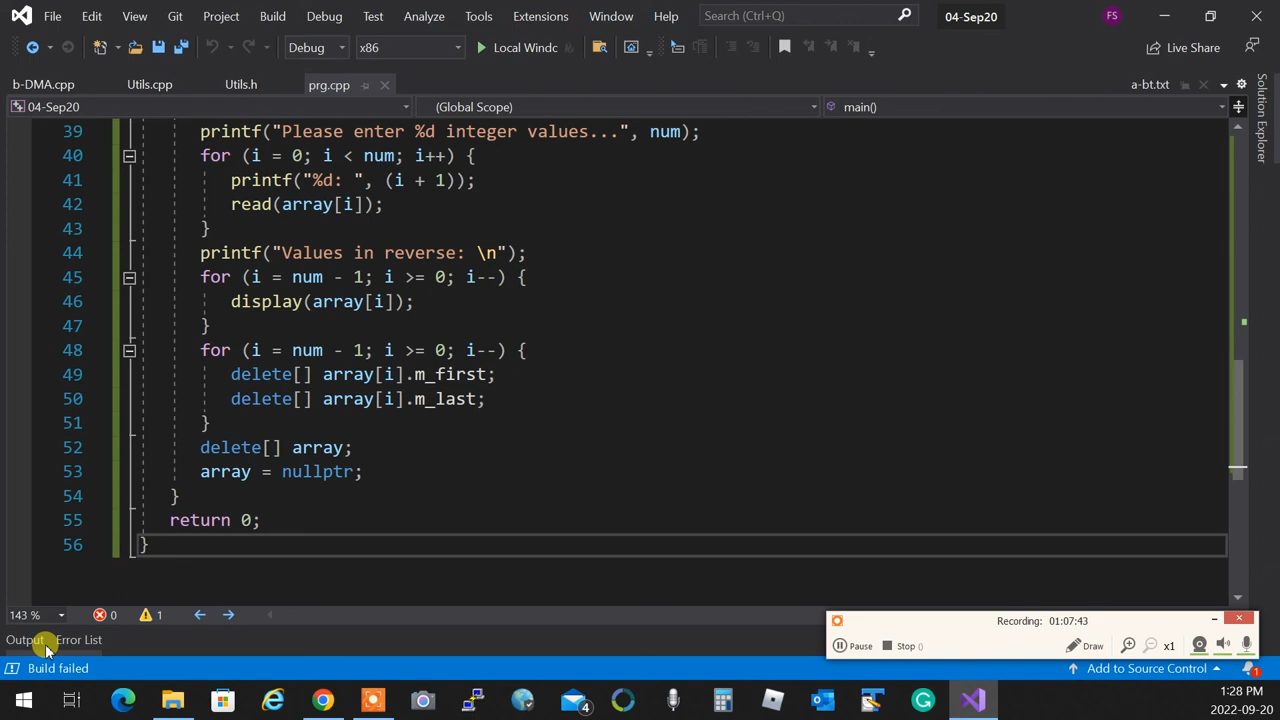 File Edit View Git Project Build Debug Test Analyze Tools Extensions Window Help Search (Ctrl+Q) 04-Sep20 FS
Debug x86 Local Windc Live Share
b-DMA.cpp Utils.cpp Utils.h prg.cpp a-bt.txt
04-Sep20 (Global Scope) main()
Solution Explorer
39 printf("Please enter %d integer values...", num);
40 for (i = 0; i < num; i++) {
41 printf("%d: ", (i + 1));
42 read(array[i]);
43 }
44 printf("Values in reverse: \n");
45 for (i = num - 1; i >= 0; i--) {
46 display(array[i]);
47 }
48 for (i = num - 1; i >= 0; i--) {
49 delete[] array[i].m_first;
50 delete[] array[i].m_last;
51 }
52 delete[] array;
53 array = nullptr;
54 }
55 return 0;
56 }
143 % 0 1
Recording: 01:07:43
Output Error List
Pause Stop () Draw x1
Build failed Add to Source Control 1
4
1:28 PM
2022-09-20